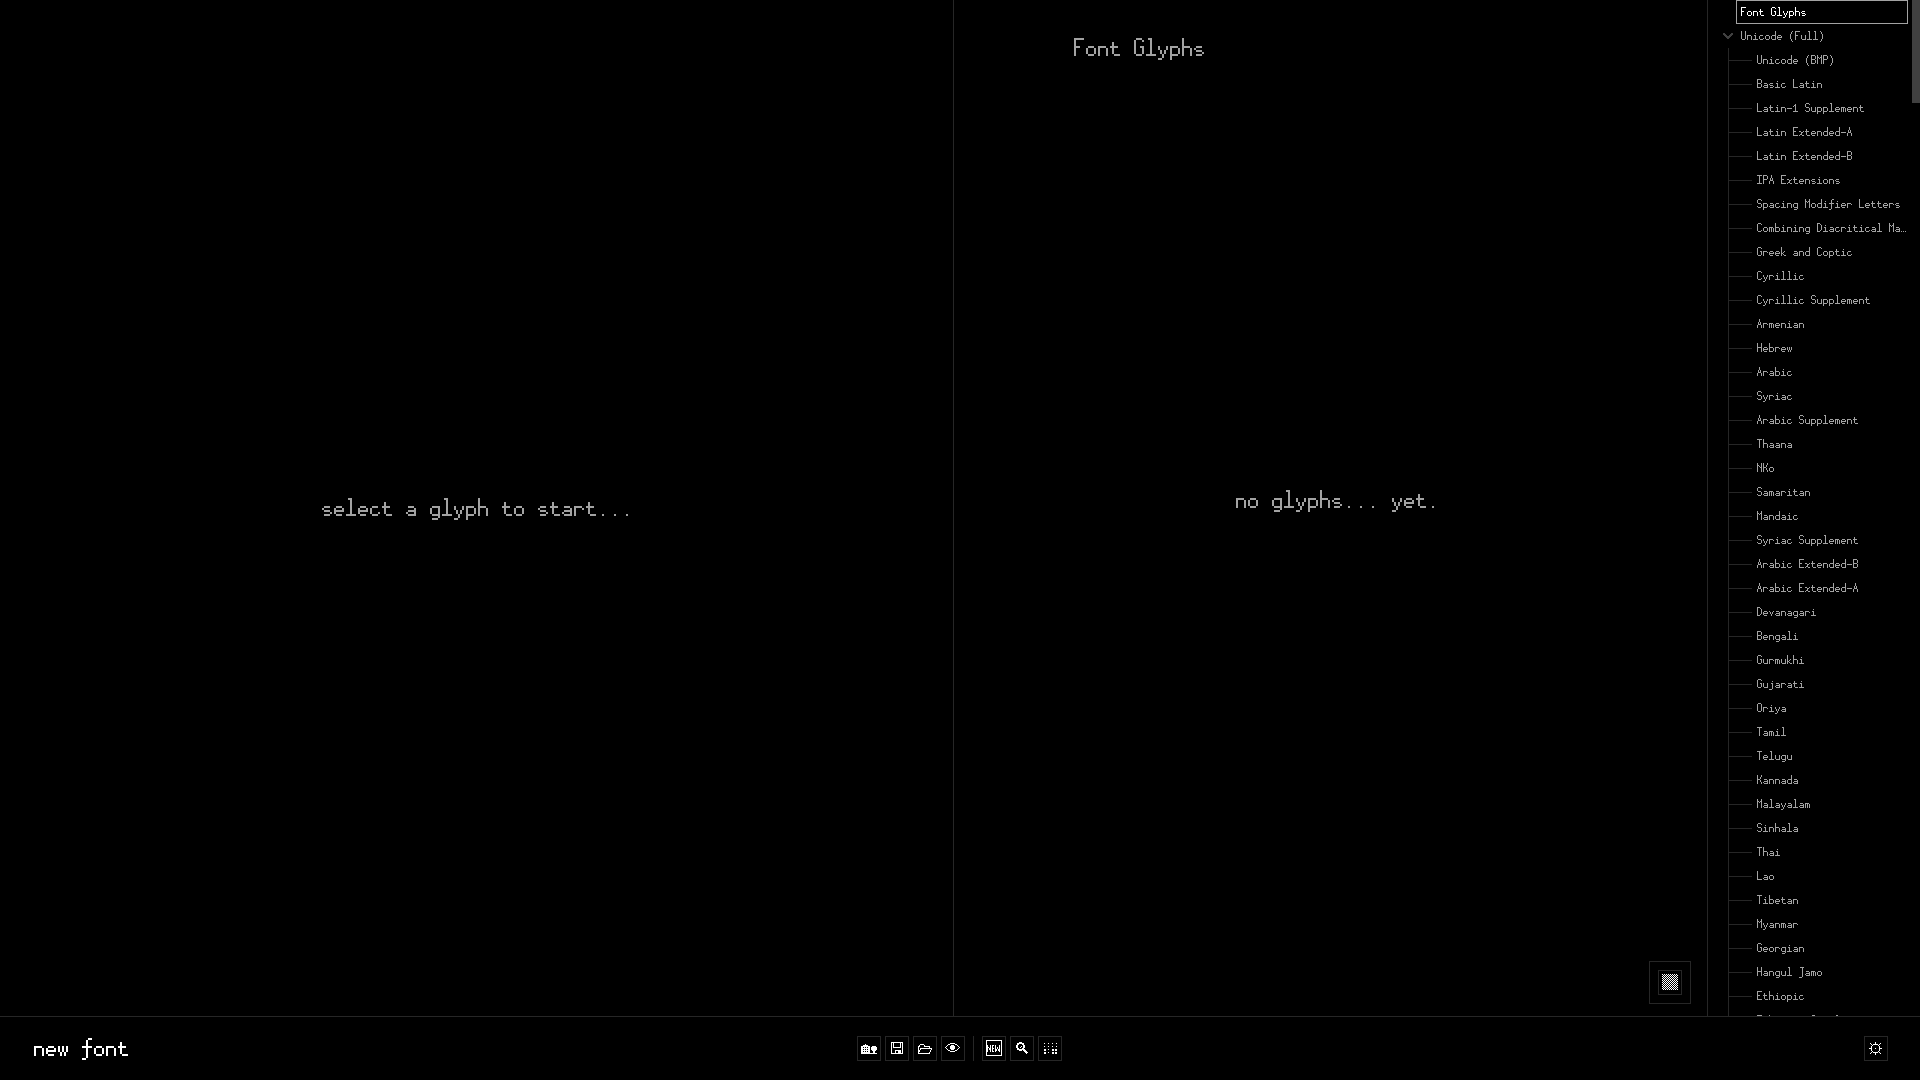 Font Glyphs
select a glyph to start...
no glyphs... yet.
Font Glyphs
Unicode (Full)
Unicode (BMP)
Basic Latin
Latin-1 Supplement
Latin Extended-A
Latin Extended-B
IPA Extensions
Spacing Modifier Letters
Combining Diacritical Ma…
Greek and Coptic
Cyrillic
Cyrillic Supplement
Armenian
Hebrew
Arabic
Syriac
Arabic Supplement
Thaana
NKo
Samaritan
Mandaic
Syriac Supplement
Arabic Extended-B
Arabic Extended-A
Devanagari
Bengali
Gurmukhi
Gujarati
Oriya
Tamil
Telugu
Kannada
Malayalam
Sinhala
Thai
Lao
Tibetan
Myanmar
Georgian
Hangul Jamo
Ethiopic
new font
NEW